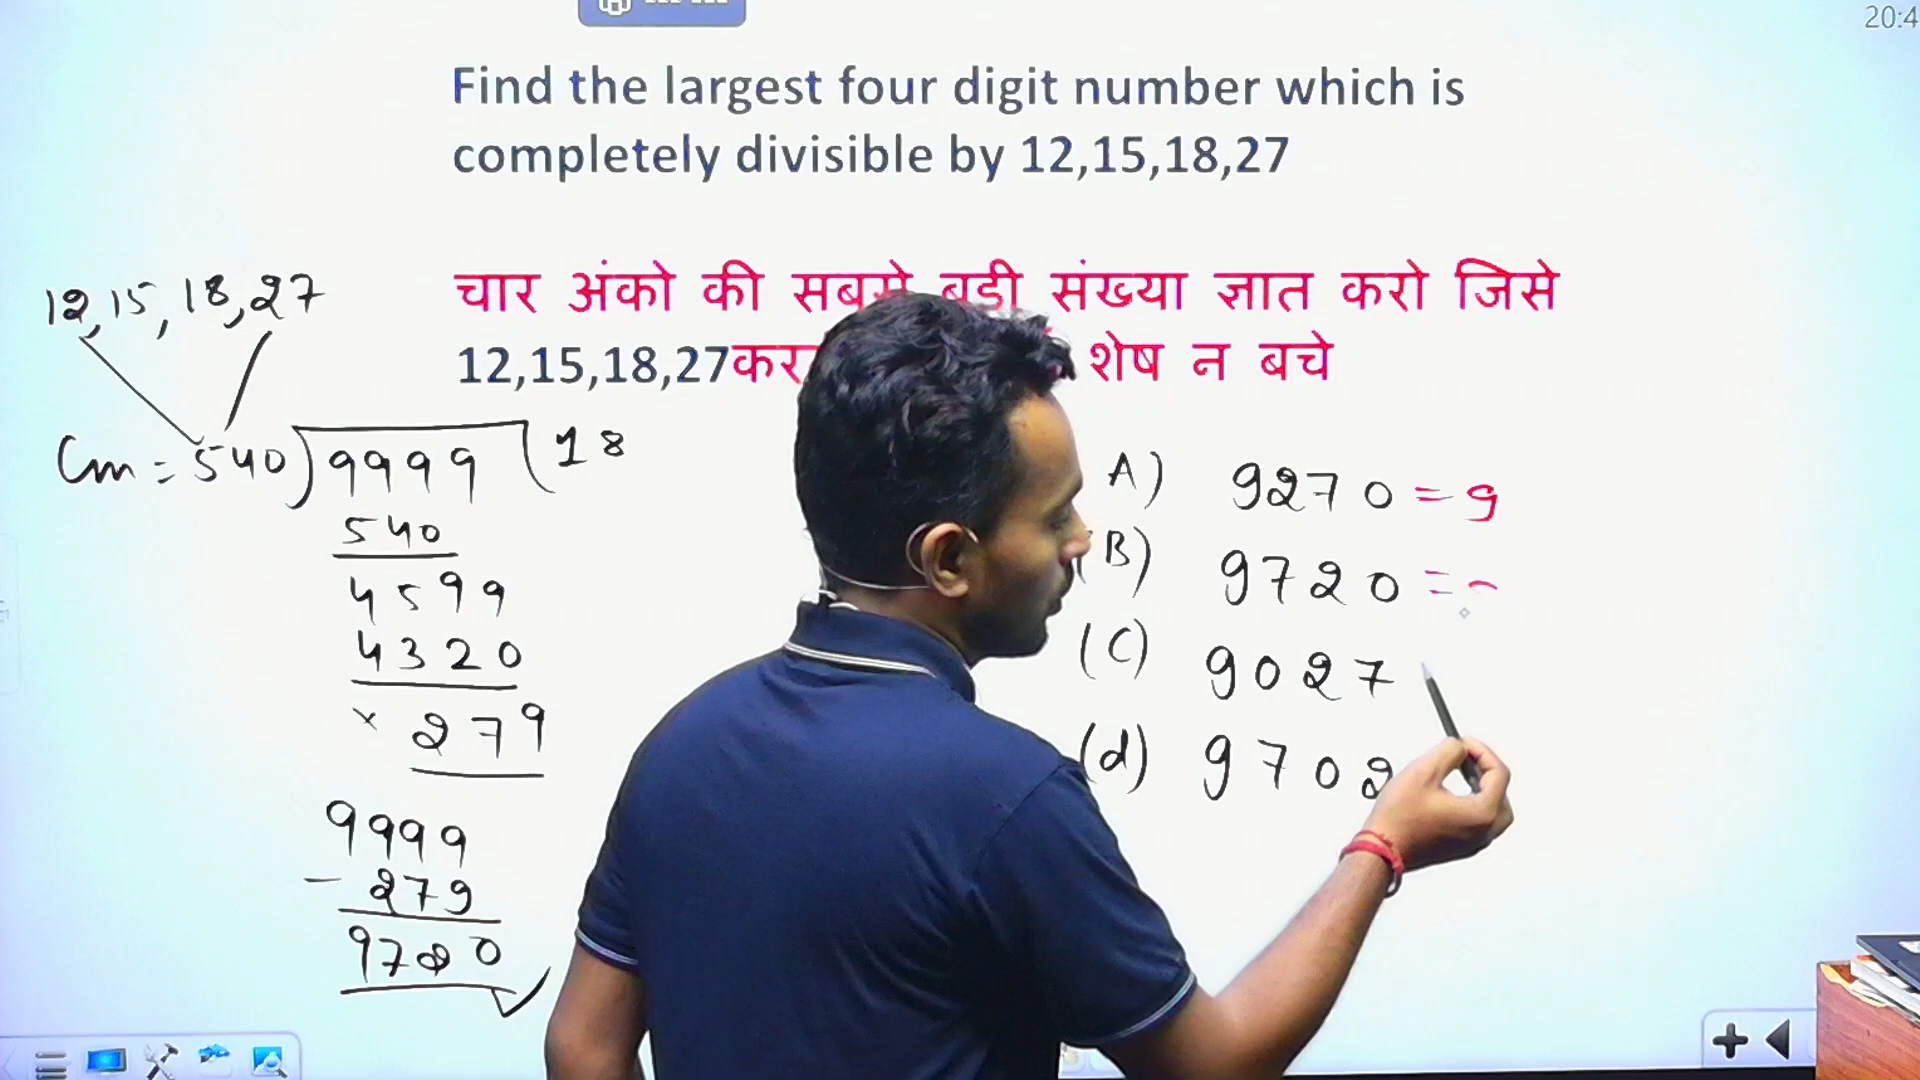 20:4
Find the largest four digit number which is
completely divisible by 12,15,18,27
चार अंको की सबसे बडी संख्या ज्ञात करो जिसे
12,15,18,27कर शेष न बचे
12,15,18,27
Cm = 540)9999(18
540
4599
4320
× 279
9999
- 279
9720
A) 9270 = 9
(B) 9720 =
(C) 9027
(d) 9702